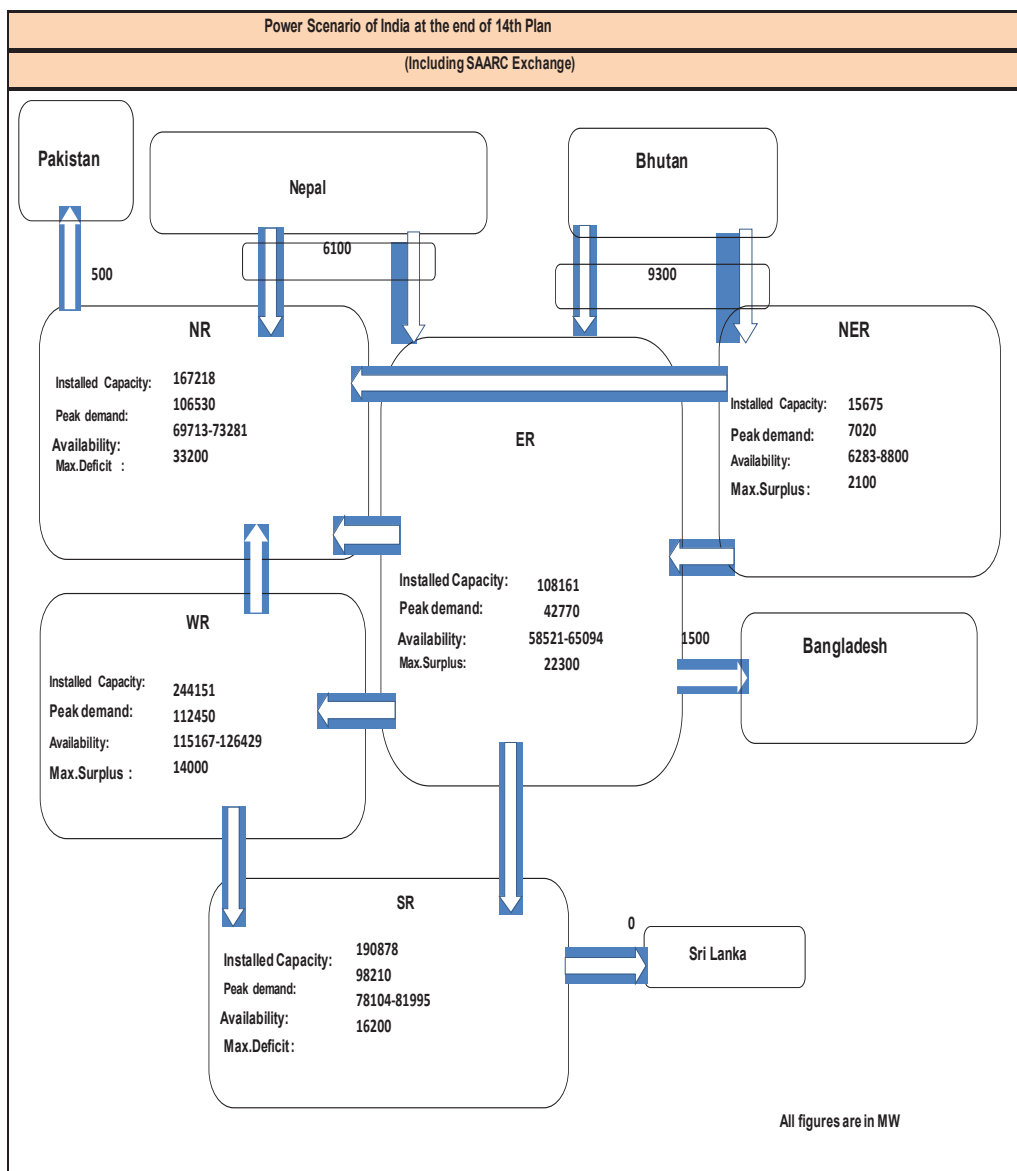 Power Scenario of India at the end of 14th Plan
(Including SAARC Exchange)
Pakistan
Nepal
Bhutan
500
6100
9300
NR
Installed Capacity: 167218
Peak demand: 106530
Availability: 69713-73281
Max.Deficit : 33200
NER
Installed Capacity: 15675
Peak demand: 7020
Availability: 6283-8800
Max.Surplus : 2100
ER
Installed Capacity: 108161
Peak demand: 42770
Availability: 58521-65094
Max.Surplus: 22300
1500
Bangladesh
WR
Installed Capacity: 244151
Peak demand: 112450
Availability: 115167-126429
Max.Surplus : 14000
SR
Installed Capacity: 190878
Peak demand: 98210
Availability: 78104-81995
Max.Deficit: 16200
0
Sri Lanka
All figures are in MW